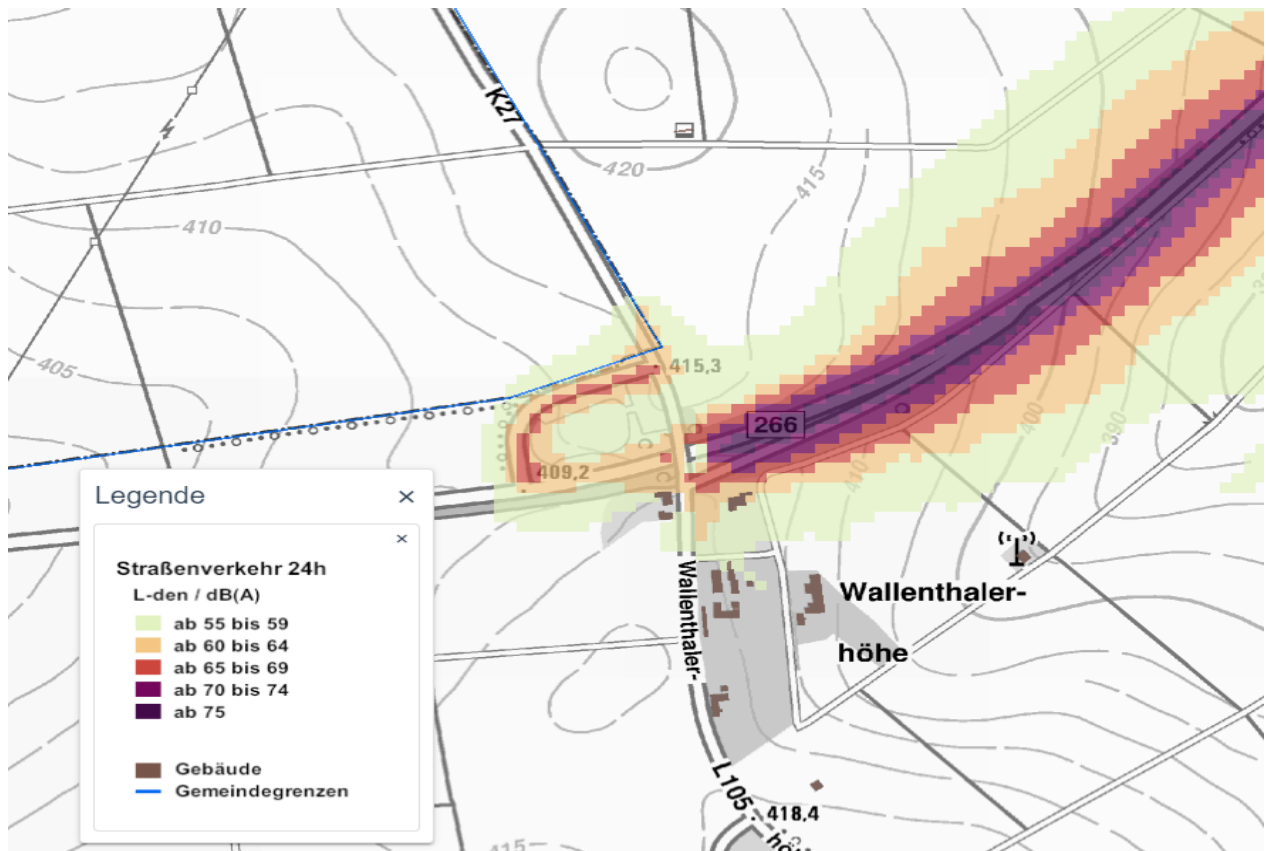 K27
420
415
410
405
415,3
266
400
390
409,2
410
Legende ×
×
Straßenverkehr 24h
L-den / dB(A)
ab 55 bis 59
ab 60 bis 64
ab 65 bis 69
ab 70 bis 74
ab 75
Gebäude
Gemeindegrenzen
Wallenthaler-
Wallenthaler-
höhe
L105
418,4
415